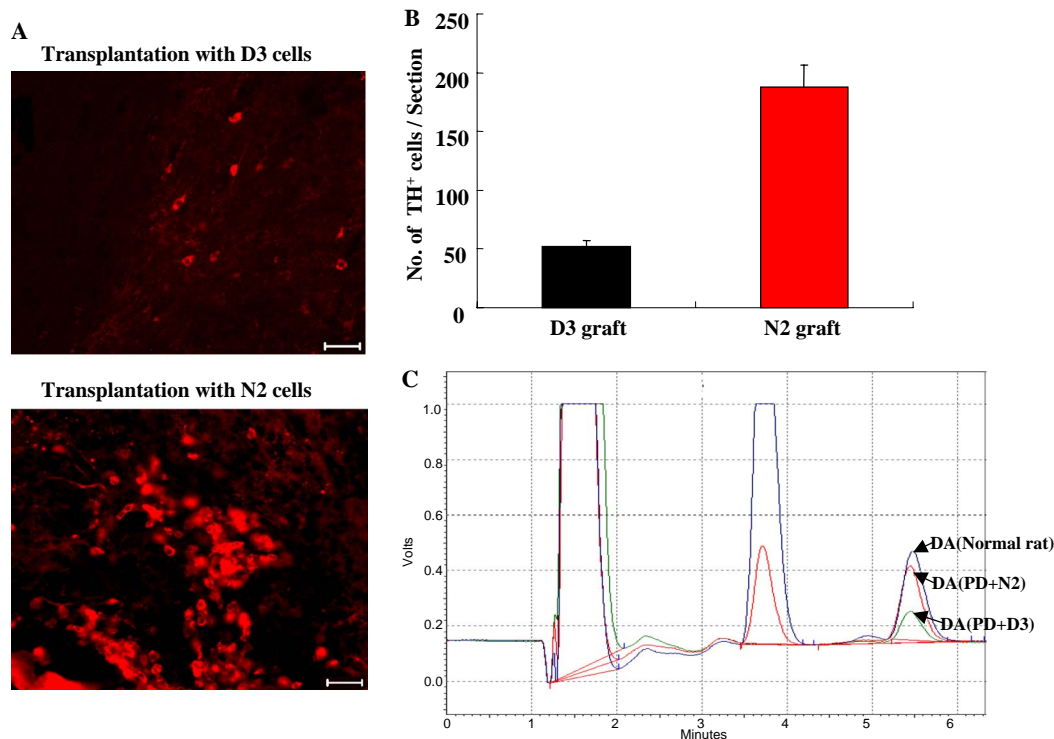 A
Transplantation with D3 cells
Transplantation with N2 cells
B
No. of TH⁺ cells / Section
250
200
150
100
50
0
D3 graft
N2 graft
C
Volts
1.0
0.8
0.6
0.4
0.2
0.0
DA(Normal rat)
DA(PD+N2)
DA(PD+D3)
0
1
2
3
4
5
6
Minutes